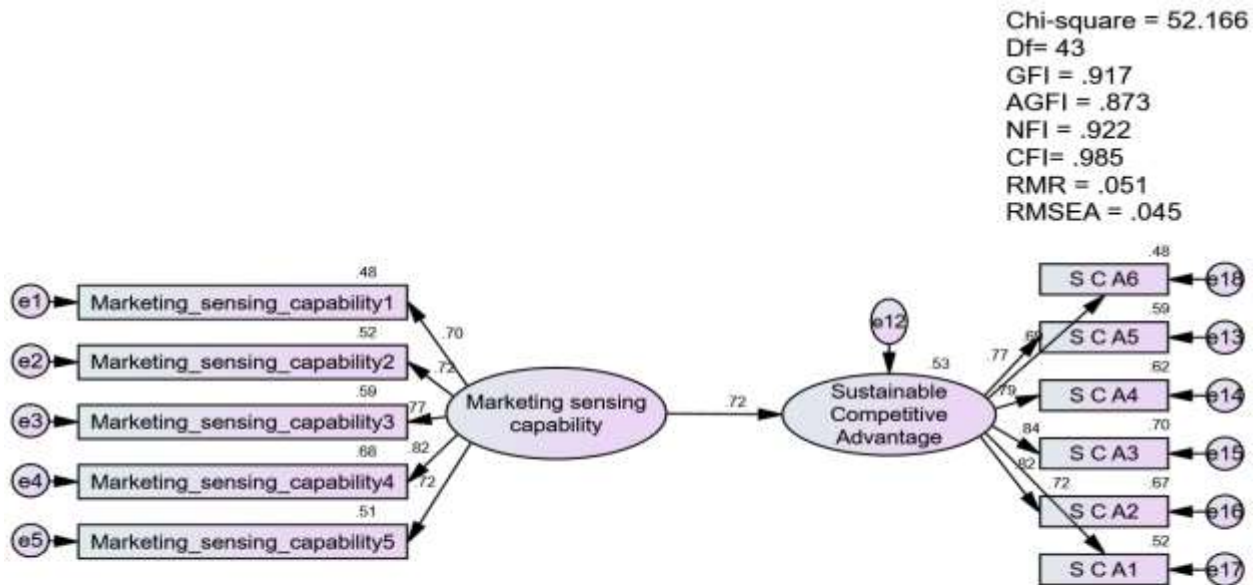 Chi-square = 52.166
Df= 43
GFI = .917
AGFI = .873
NFI = .922
CFI= .985
RMR = .051
RMSEA = .045
.48
e1
Marketing_sensing_capability1
.70
.52
e2
Marketing_sensing_capability2
.72
.59
e3
Marketing_sensing_capability3
.77
.68
e4
Marketing_sensing_capability4
.82
.51
e5
Marketing_sensing_capability5
.72
Marketing sensing
capability
.72
e12
.53
Sustainable
Competitive
Advantage
.48
S C A6
e18
.69
.59
S C A5
e13
.77
.62
S C A4
e14
.79
.70
S C A3
e15
.84
.67
S C A2
e16
.82
.52
S C A1
e17
.72